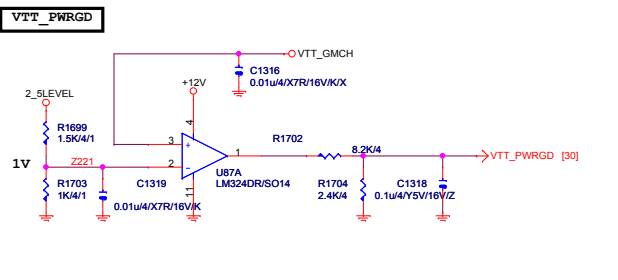 VTT_PWRGD
VTT_GMCH
C1316
0.01u/4/X7R/16V/K/X
+12V
2_5LEVEL
R1699
1.5K/4/1
4
3
+
1
R1702
8.2K/4
VTT_PWRGD [30]
1V
Z221
2
-
U87A
LM324DR/SO14
11
R1703
1K/4/1
C1319
0.01u/4/X7R/16V/K
R1704
2.4K/4
C1318
0.1u/4/Y5V/16V/Z